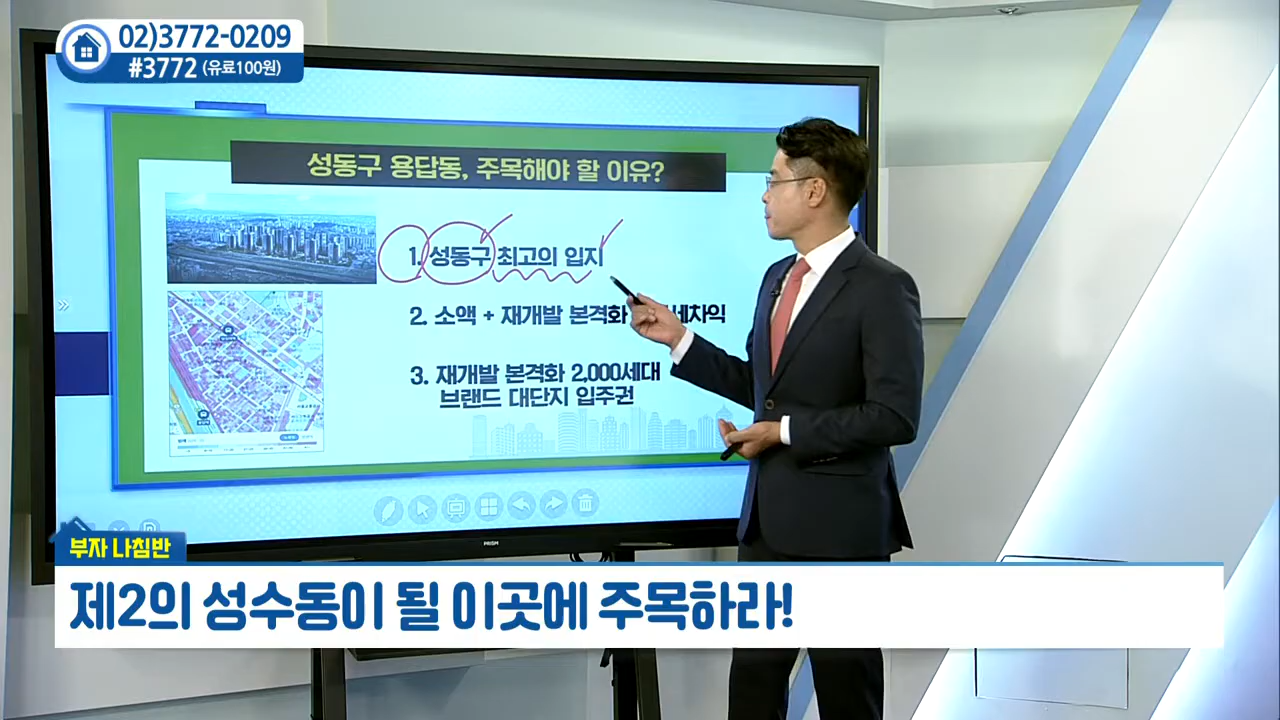 02)3772-0209
#3772 (유료100원)
성동구 용답동, 주목해야 할 이유?
1. 성동구 최고의 입지
2. 소액 + 재개발 본격화 세차익
3. 재개발 본격화 2,000세대
브랜드 대단지 입주권
PRISM
부자 나침반
제2의 성수동이 될 이곳에 주목하라!